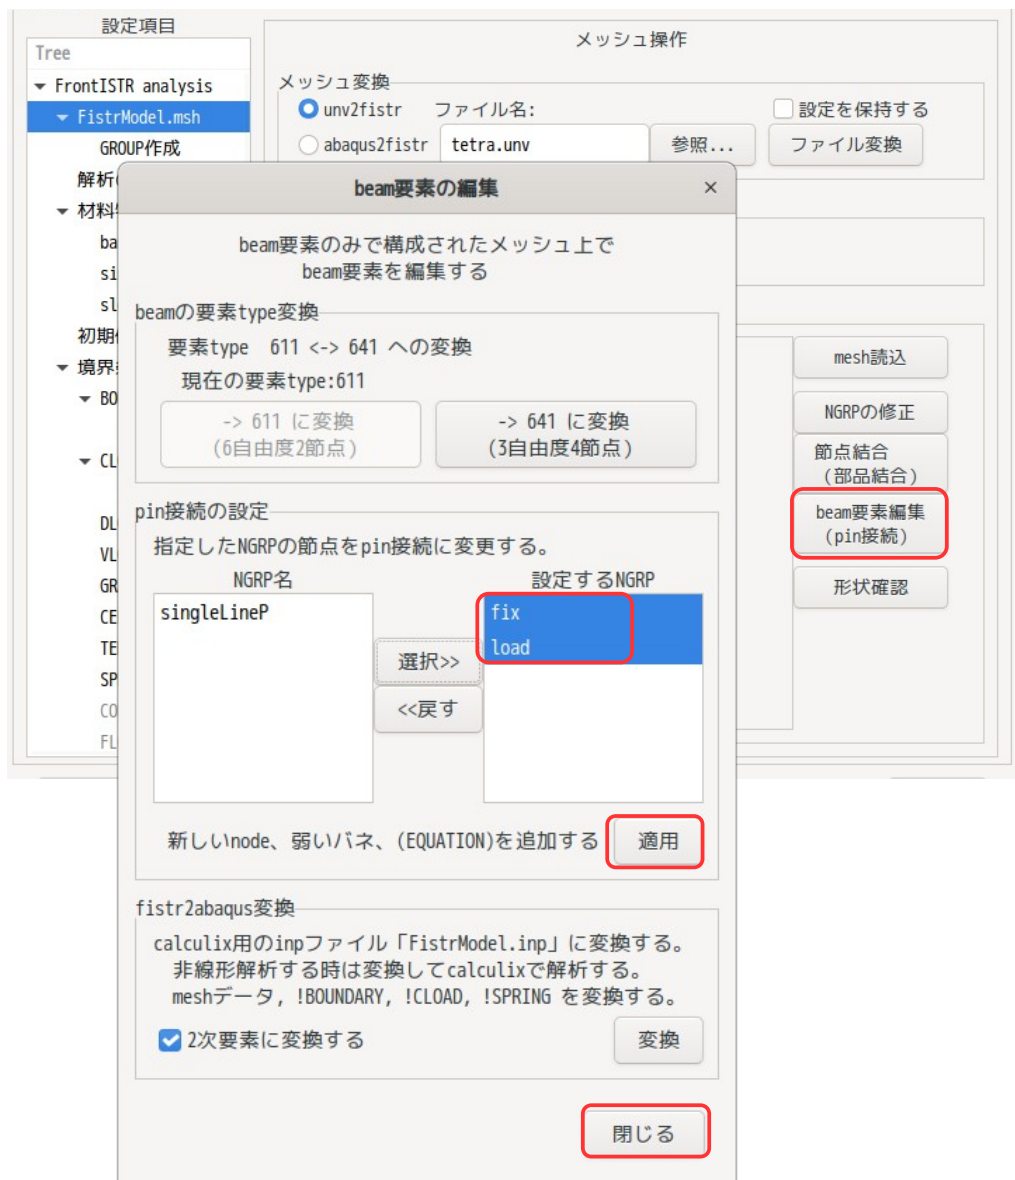 設定項目
Tree
FrontISTR analysis
FistrModel.msh
GROUP作成
解析
材料
ba
si
sl
初期
境界
BO
CL
DL
VL
GR
CE
TE
SP
CO
FL
メッシュ操作
メッシュ変換
unv2fistr ファイル名: 設定を保持する
abaqus2fistr tetra.unv 参照... ファイル変換
mesh読込
NGRPの修正
節点結合
(部品結合)
beam要素編集
(pin接続)
形状確認
beam要素の編集 ×
beam要素のみで構成されたメッシュ上で
beam要素を編集する
beamの要素type変換
要素type 611 <-> 641 への変換
現在の要素type:611
-> 611 に変換
(6自由度2節点)
-> 641 に変換
(3自由度4節点)
pin接続の設定
指定したNGRPの節点をpin接続に変更する。
NGRP名 設定するNGRP
singleLineP
fix
load
選択>>
<<戻す
新しいnode、弱いバネ、(EQUATION)を追加する 適用
fistr2abaqus変換
calculix用のinpファイル「FistrModel.inp」に変換する。
非線形解析する時は変換してcalculixで解析する。
meshデータ, !BOUNDARY, !CLOAD, !SPRING を変換する。
2次要素に変換する 変換
閉じる